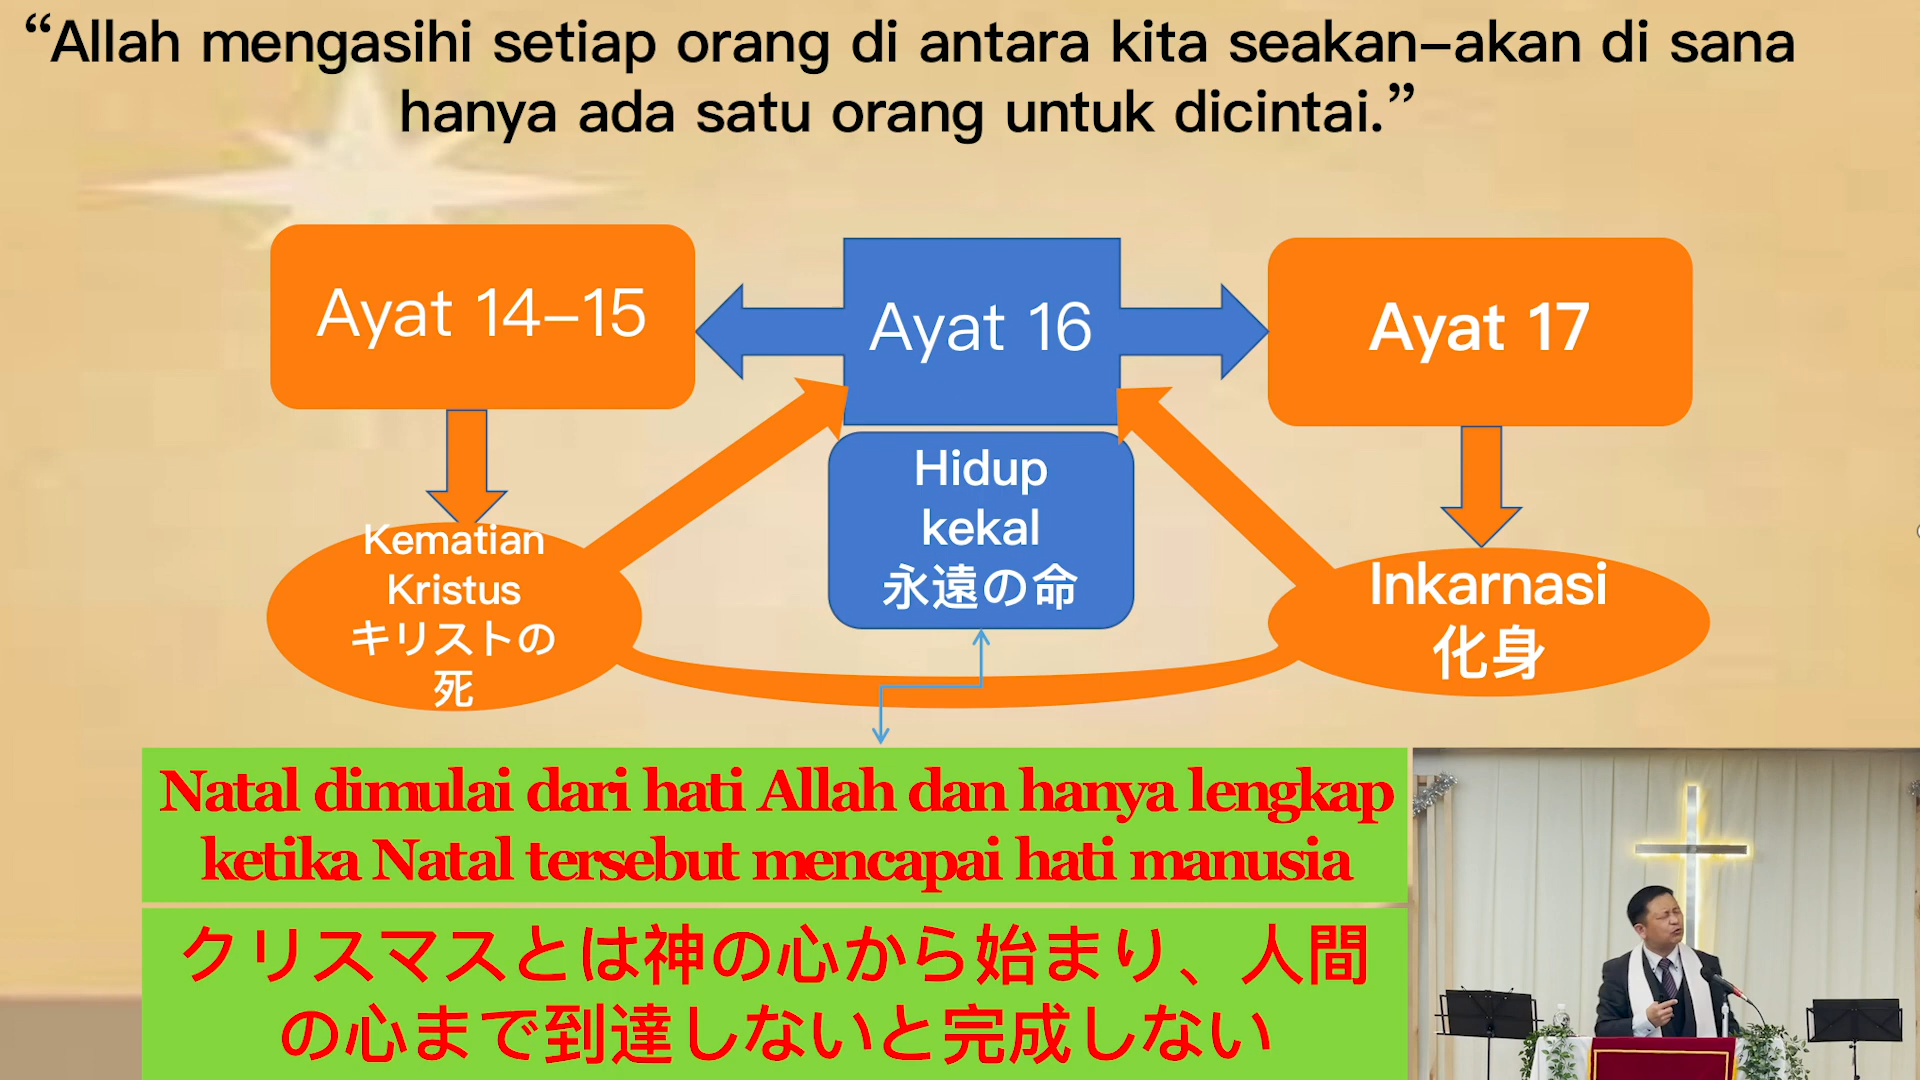 “Allah mengasihi setiap orang di antara kita seakan–akan di sana
hanya ada satu orang untuk dicintai.”
Ayat 14–15
Ayat 16
Ayat 17
Hidup
kekal
永遠の命
Kematian
Kristus
キリストの
死
Inkarnasi
化身
Natal dimulai dari hati Allah dan hanya lengkap
ketika Natal tersebut mencapai hati manusia
クリスマスとは神の心から始まり、人間
の心まで到達しないと完成しない